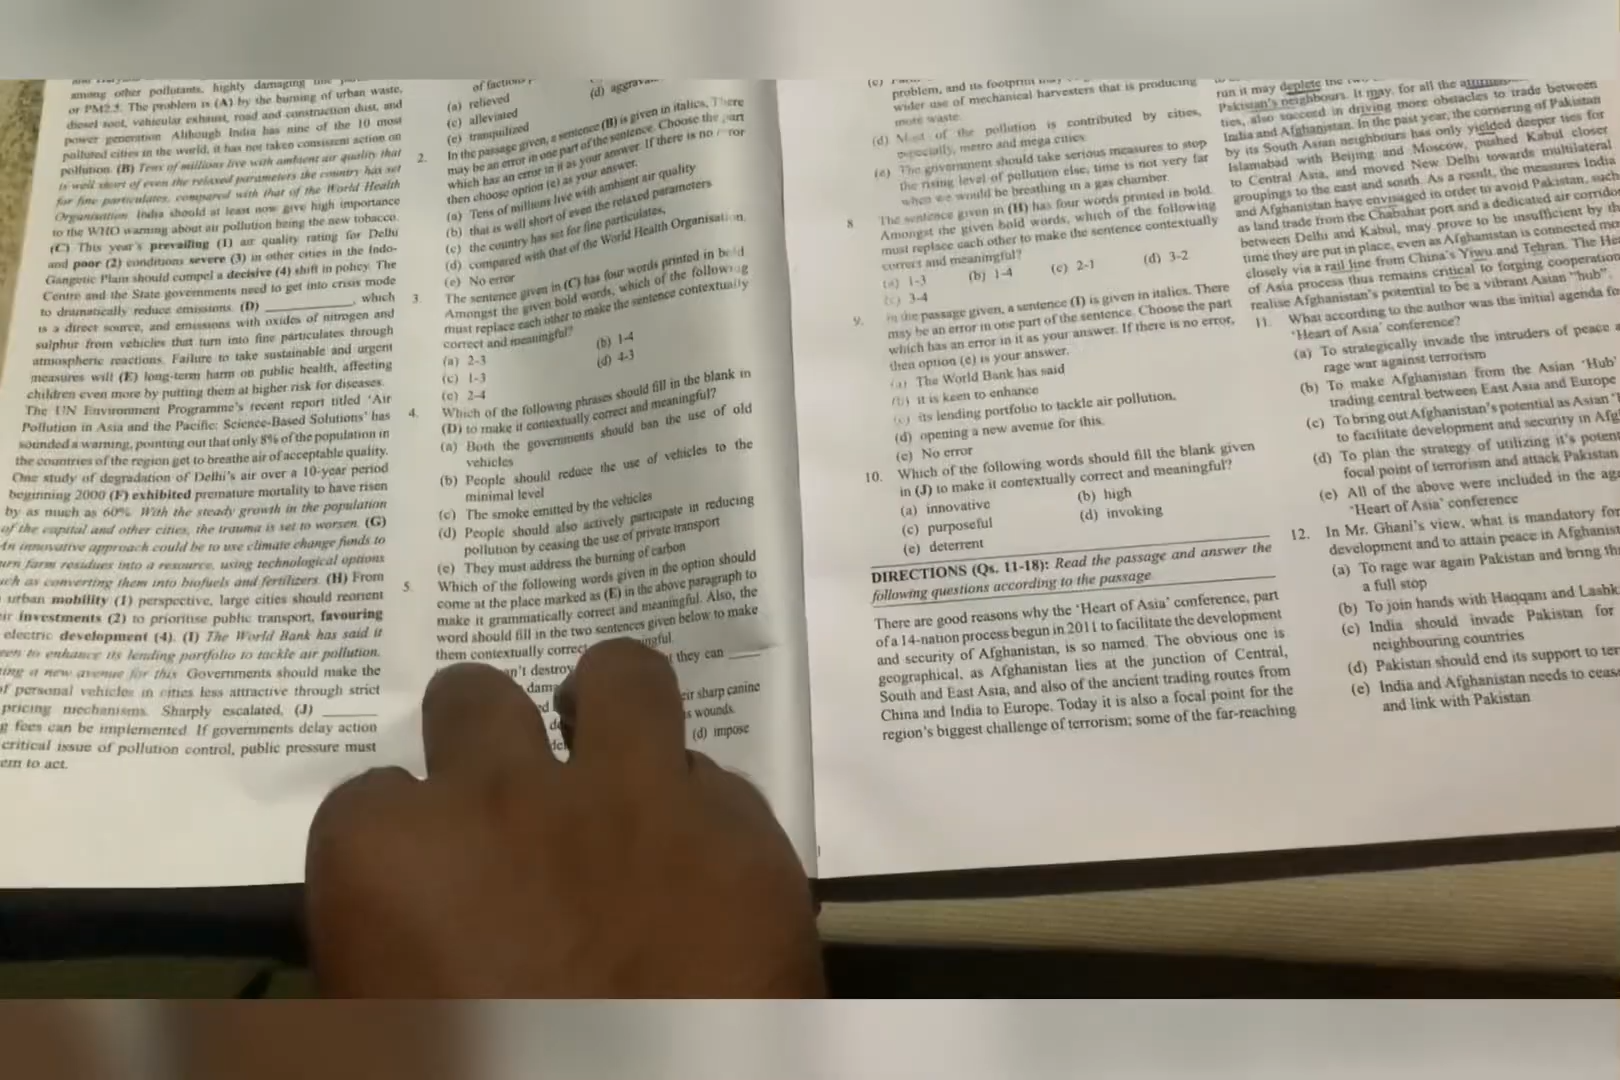 among other pollutants, highly damaging
or PM2.5. The problem is (A) by the burning of urban waste,
diesel soot, vehicular exhaust, road and construction dust, and
power generation. Although India has nine of the 10 most
polluted cities in the world, it has not taken consistent action on
pollution. (B) Tens of millions live with ambient air quality that
is well short of even the relaxed parameters the country has set
for fine particulates, compared with that of the World Health
Organisation. India should at least now give high importance
to the WHO warning about air pollution being the new tobacco.
(C) This year's prevailing (1) air quality rating for Delhi
and poor (2) conditions severe (3) in other cities in the Indo-
Gangetic Plain should compel a decisive (4) shift in policy. The
Centre and the State governments need to get into crisis mode
to dramatically reduce emissions. (D) ____________, which
is a direct source, and emissions with oxides of nitrogen and
sulphur from vehicles that turn into fine particulates through
atmospheric reactions. Failure to take sustainable and urgent
measures will (E) long-term harm on public health, affecting
children even more by putting them at higher risk for diseases.
The UN Environment Programme's recent report titled 'Air
Pollution in Asia and the Pacific: Science-Based Solutions' has
sounded a warning, pointing out that only 8% of the population in
the countries of the region get to breathe air of acceptable quality.
One study of degradation of Delhi's air over a 10-year period
beginning 2000 (F) exhibited premature mortality to have risen
by as much as 60%. With the steady growth in the population
of the capital and other cities, the trauma is set to worsen. (G)
An innovative approach could be to use climate change funds to
urn farm residues into a resource, using technological options
uch as converting them into biofuels and fertilizers. (H) From
urban mobility (1) perspective, large cities should reorient
ir investments (2) to prioritise public transport, favouring
electric development (4). (I) The World Bank has said it
een to enhance its lending portfolio to tackle air pollution.
ing a new avenue for this. Governments should make the
f personal vehicles in cities less attractive through strict
pricing mechanisms. Sharply escalated, (J) ________
g fees can be implemented. If governments delay action
critical issue of pollution control, public pressure must
em to act.
of factions
(a) relieved
(d) aggrava
(c) alleviated
(e) tranquilized
2. In the passage given, a sentence (B) is given in italics, There
may be an error in one part of the sentence. Choose the part
which has an error in it as your answer. If there is no error
then choose option (e) as your answer.
(a) Tens of millions live with ambient air quality
(b) that is well short of even the relaxed parameters
(c) the country has set for fine particulates,
(d) compared with that of the World Health Organisation.
(e) No error
3. The sentence given in (C) has four words printed in bold
Amongst the given bold words, which of the following
must replace each other to make the sentence contextually
correct and meaningful?
(a) 2-3
(b) 1-4
(c) 1-3
(d) 4-3
(e) 2-4
4. Which of the following phrases should fill in the blank in
(D) to make it contextually correct and meaningful?
(a) Both the governments should ban the use of old
vehicles
(b) People should reduce the use of vehicles to the
minimal level
(c) The smoke emitted by the vehicles
(d) People should also actively participate in reducing
pollution by ceasing the use of private transport
(e) They must address the burning of carbon
5. Which of the following words given in the option should
come at the place marked as (E) in the above paragraph to
make it grammatically correct and meaningful. Also, the
word should fill in the two sentences given below to make
them contextually correct ingful.
n't destroy t they can ____
dama eir sharp canine
ed s wounds.
de (d) impose
(c)
problem, and its footprint may
wider use of mechanical harvesters that is producing
more waste.
(d) Most of the pollution is contributed by cities,
especially, metro and mega cities.
(e) The government should take serious measures to stop
the rising level of pollution else, time is not very far
when we would be breathing in a gas chamber.
8 The sentence given in (H) has four words printed in bold.
Amongst the given bold words, which of the following
must replace each other to make the sentence contextually
correct and meaningful?
(a) 1-3
(b) 1-4
(c) 2-1
(d) 3-2
(e) 3-4
9. In the passage given, a sentence (I) is given in italics. There
may be an error in one part of the sentence. Choose the part
which has an error in it as your answer. If there is no error,
then option (e) is your answer.
(a) The World Bank has said
(b) it is keen to enhance
(c) its lending portfolio to tackle air pollution,
(d) opening a new avenue for this.
(e) No error
10. Which of the following words should fill the blank given
in (J) to make it contextually correct and meaningful?
(a) innovative
(b) high
(c) purposeful
(d) invoking
(e) deterrent
DIRECTIONS (Qs. 11-18): Read the passage and answer the
following questions according to the passage
There are good reasons why the 'Heart of Asia' conference, part
of a 14-nation process begun in 2011 to facilitate the development
and security of Afghanistan, is so named. The obvious one is
geographical, as Afghanistan lies at the junction of Central,
South and East Asia, and also of the ancient trading routes from
China and India to Europe. Today it is also a focal point for the
region's biggest challenge of terrorism; some of the far-reaching
run it may deplete the
Pakistan's neighbours. It may, for all the
ties, also succeed in driving more obstacles to trade between
India and Afghanistan. In the past year, the cornering of Pakistan
by its South Asian neighbours has only yielded deeper ties for
Islamabad with Beijing and Moscow, pushed Kabul closer
to Central Asia, and moved New Delhi towards multilateral
groupings to the east and south. As a result, the measures India
and Afghanistan have envisaged in order to avoid Pakistan, such
as land trade from the Chabahar port and a dedicated air corridor
between Delhi and Kabul, may prove to be insufficient by th
time they are put in place, even as Afghanistan is connected mo
closely via a rail line from China's Yiwu and Tehran. The He
of Asia process thus remains critical to forging cooperation
realise Afghanistan's potential to be a vibrant Asian "hub".
11. What according to the author was the initial agenda fo
'Heart of Asia' conference?
(a) To strategically invade the intruders of peace a
rage war against terrorism
(b) To make Afghanistan from the Asian 'Hub'
trading central between East Asia and Europe
(c) To bring out Afghanistan's potential as Asian
to facilitate development and security in Afg
(d) To plan the strategy of utilizing it's poten
focal point of terrorism and attack Pakistan
(e) All of the above were included in the age
'Heart of Asia' conference
12. In Mr. Ghani's view, what is mandatory for
development and to attain peace in Afghanist
(a) To rage war again Pakistan and bring th
a full stop
(b) To join hands with Haqqani and Lashk
(c) India should invade Pakistan for
neighbouring countries
(d) Pakistan should end its support to ter
(e) India and Afghanistan needs to ceas
and link with Pakistan